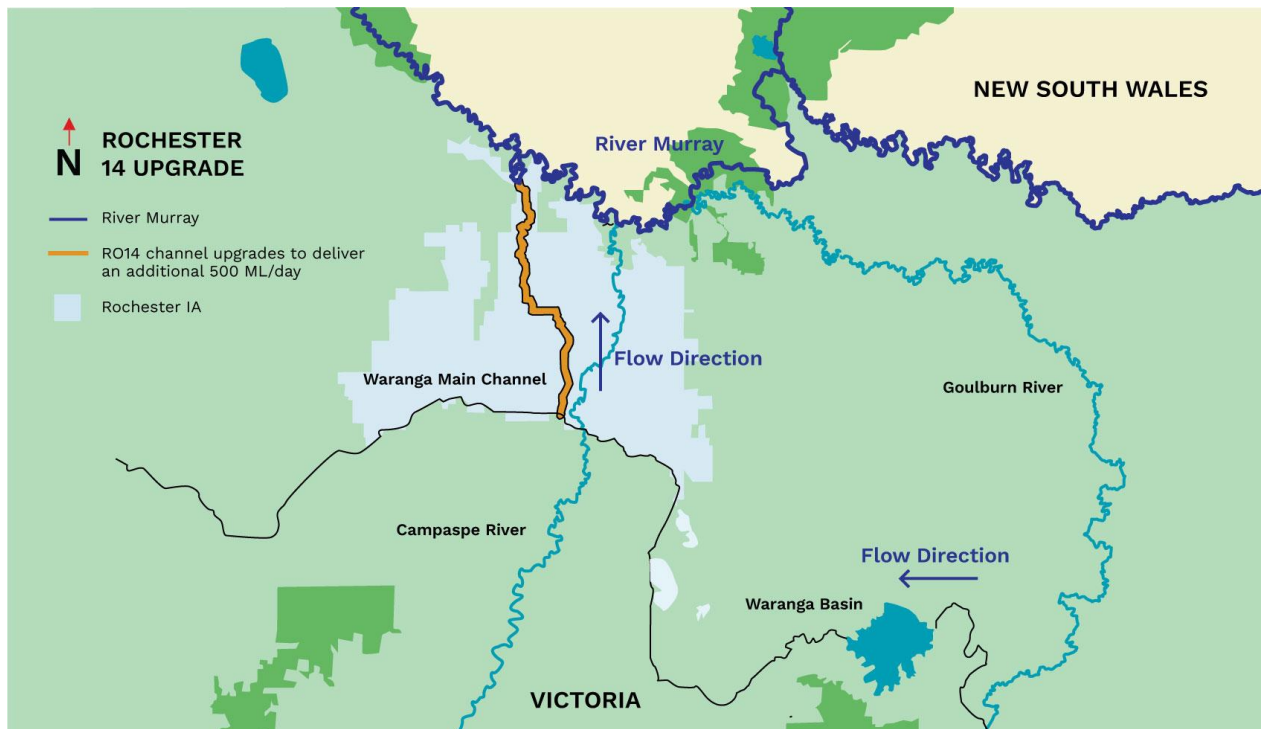 NEW SOUTH WALES
N
ROCHESTER
14 UPGRADE
River Murray
River Murray
RO14 channel upgrades to deliver
an additional 500 ML/day
Rochester IA
Flow Direction
Waranga Main Channel
Goulburn River
Campaspe River
Flow Direction
Waranga Basin
VICTORIA